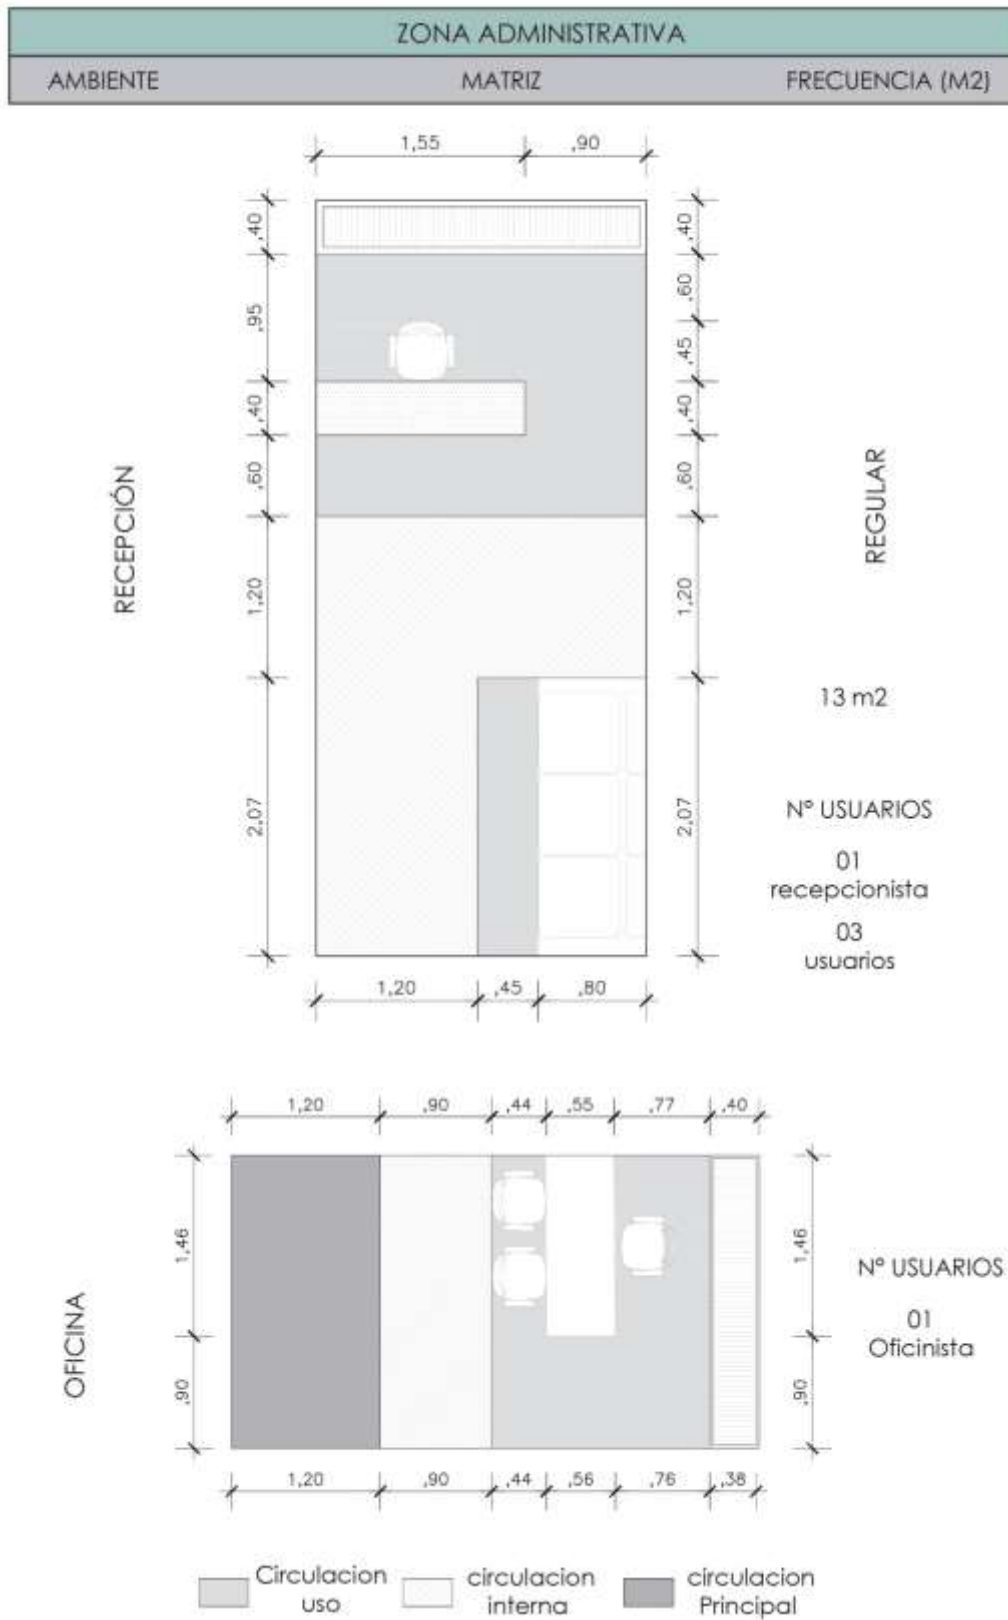 ZONA ADMINISTRATIVA
AMBIENTE MATRIZ FRECUENCIA (M2)
1,55 ,90
,40 ,40
,95 ,60
,45
,40 ,40
,60 ,60
RECEPCIÓN REGULAR
1,20 1,20
13 m2
2,07 2,07
Nº USUARIOS
01
recepcionista
03
usuarios
1,20 ,45 ,80
1,20 ,90 ,44 ,55 ,77 ,40
1,46 1,46
Nº USUARIOS
01
Oficinista
OFICINA
,90 ,90
1,20 ,90 ,44 ,56 ,76 ,38
Circulacion
uso
circulacion
interna
circulacion
Principal